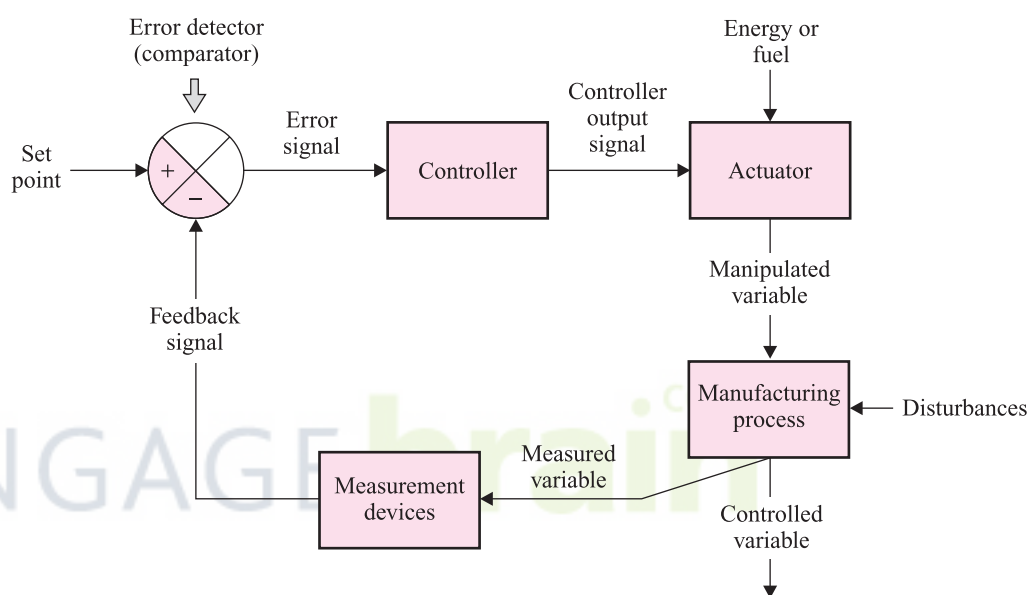 Error detector
(comparator)
Energy or
fuel
Set
point
+
−
Error
signal
Controller
Controller
output
signal
Actuator
Manipulated
variable
Feedback
signal
Manufacturing
process
Disturbances
Measured
variable
Measurement
devices
Controlled
variable
NGAGE brain